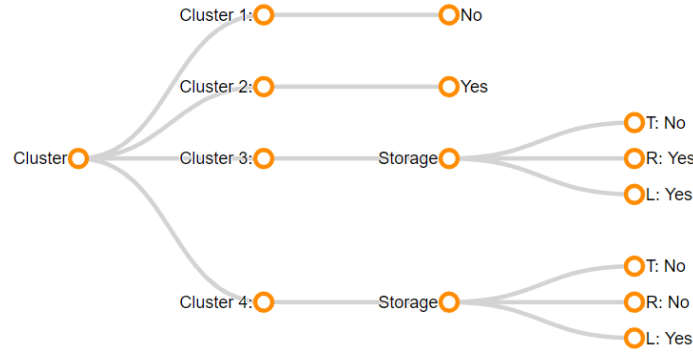 Cluster 1:
No
Cluster 2:
Yes
T: No
Cluster
Cluster 3:
Storage
R: Yes
L: Yes
T: No
Cluster 4:
Storage
R: No
L: Yes